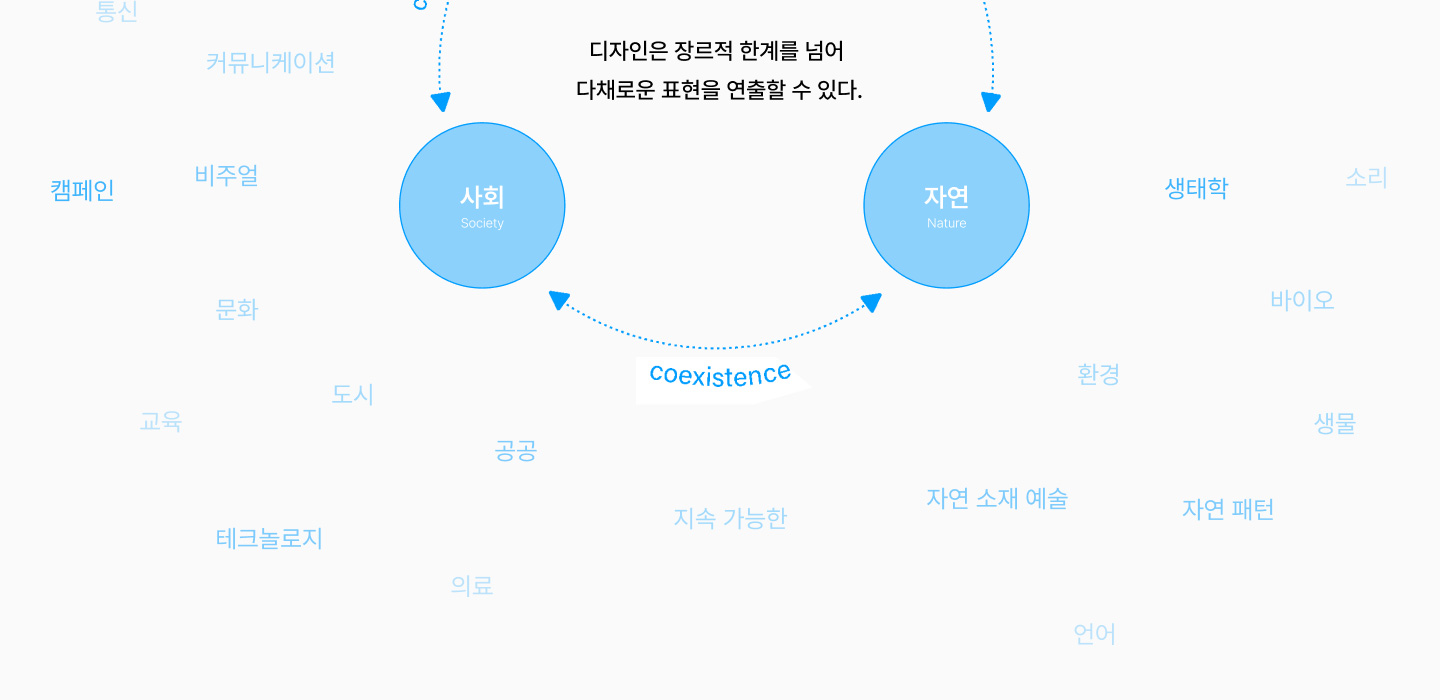 통신
커뮤니케이션
디자인은 장르적 한계를 넘어
다채로운 표현을 연출할 수 있다.
캠페인
비주얼
사회
Society
자연
Nature
생태학
소리
문화
바이오
coexistence
환경
도시
교육
생물
공공
자연 소재 예술
자연 패턴
지속 가능한
테크놀로지
의료
언어